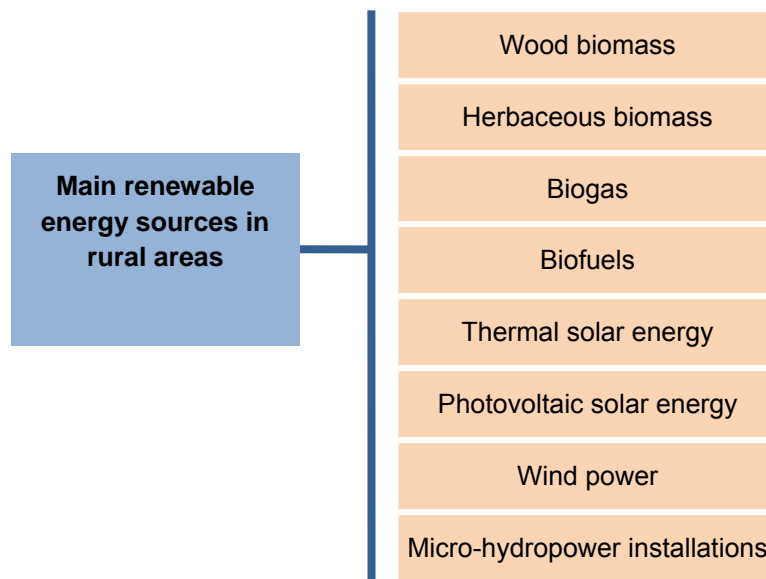 Main renewable
energy sources in
rural areas
Wood biomass
Herbaceous biomass
Biogas
Biofuels
Thermal solar energy
Photovoltaic solar energy
Wind power
Micro-hydropower installations